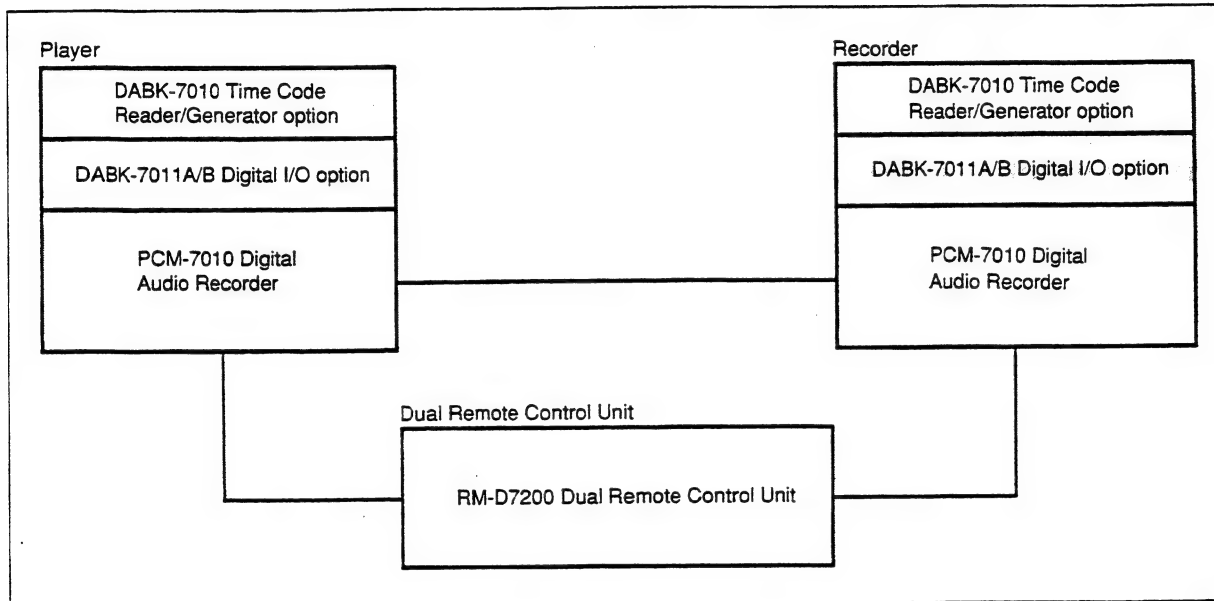 Player
DABK-7010 Time Code
Reader/Generator option
DABK-7011A/B Digital I/O option
PCM-7010 Digital
Audio Recorder
Recorder
DABK-7010 Time Code
Reader/Generator option
DABK-7011A/B Digital I/O option
PCM-7010 Digital
Audio Recorder
Dual Remote Control Unit
RM-D7200 Dual Remote Control Unit